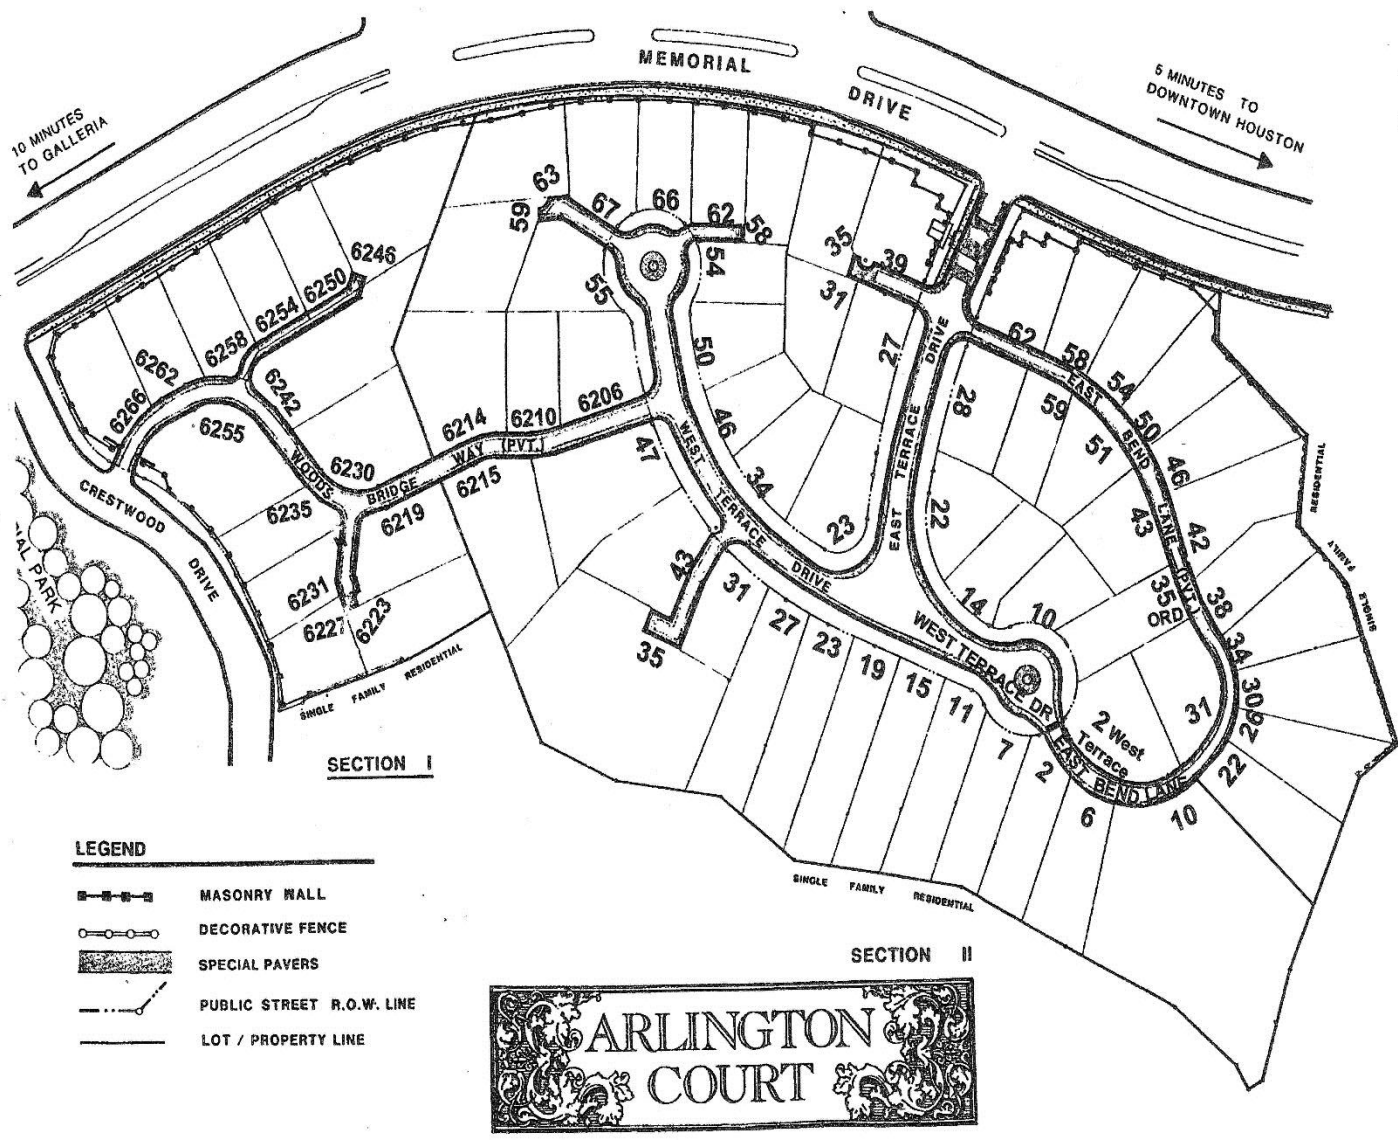 MEMORIAL
DRIVE
10 MINUTES
TO GALLERIA
5 MINUTES TO
DOWNTOWN HOUSTON
63
59
67
66
62
58
54
55
50
46
34
23
47
6246
6250
6254
6258
6262
6266
6242
6255
6230
6235
6231
6227
6223
6219
6215
6214
6210
6206
WOODS
BRIDGE
WAY
(PVT.)
CRESTWOOD
DRIVE
PARK
35
39
31
27
EAST TERRACE DRIVE
28
22
14
10
WEST TERRACE DRIVE
43
35
31
27
23
19
15
11
7
2
6
10
22
26
30
34
38
42
46
50
54
58
62
59
51
43
35
ORD
31
EAST BEND LANE (PVT.)
WEST TERRACE DR
2 West
Terrace
EAST BEND LANE
SINGLE FAMILY RESIDENTIAL
SINGLE FAMILY RESIDENTIAL
SINGLE FAMILY RESIDENTIAL
SECTION I
SECTION II
LEGEND
MASONRY WALL
DECORATIVE FENCE
SPECIAL PAVERS
PUBLIC STREET R.O.W. LINE
LOT / PROPERTY LINE
ARLINGTON
COURT